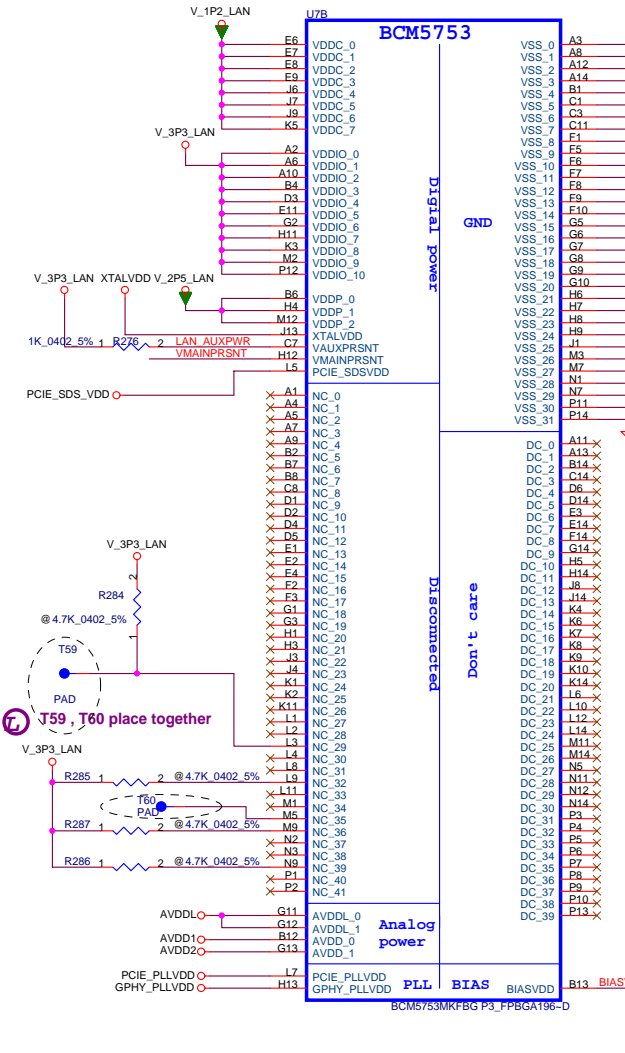 V_1P2_LAN
U7B
BCM5753
E6 VDDC_0
E7 VDDC_1
E8 VDDC_2
E9 VDDC_3
J6 VDDC_4
J7 VDDC_5
J9 VDDC_6
K5 VDDC_7
V_3P3_LAN
A2 VDDIO_0
A6 VDDIO_1
A10 VDDIO_2
B4 VDDIO_3
D3 VDDIO_4
E11 VDDIO_5
G2 VDDIO_6
H11 VDDIO_7
K3 VDDIO_8
M2 VDDIO_9
P12 VDDIO_10
V_3P3_LAN XTALVDD V_2P5_LAN
B6 VDDP_0
H4 VDDP_1
M12 VDDP_2
J13 XTALVDD
1K_0402_5% 1 R276 2 LAN_AUXPWR C7 VAUXPRSNT
VMAINPRSNT H12 VMAINPRSNT
L5 PCIE_SDSVDD
PCIE_SDS_VDD
Digial power
GND
VSS_0 A3
VSS_1 A8
VSS_2 A12
VSS_3 A14
VSS_4 B1
VSS_5 C1
VSS_6 C3
VSS_7 C11
VSS_8 F1
VSS_9 F5
VSS_10 F6
VSS_11 F7
VSS_12 F8
VSS_13 F9
VSS_14 F10
VSS_15 G5
VSS_16 G6
VSS_17 G7
VSS_18 G8
VSS_19 G9
VSS_20 G10
VSS_21 H6
VSS_22 H7
VSS_23 H8
VSS_24 H9
VSS_25 J1
VSS_26 M3
VSS_27 M7
VSS_28 N1
VSS_29 N7
VSS_30 P11
VSS_31 P14
A1 NC_0
A4 NC_1
A5 NC_2
A7 NC_3
A9 NC_4
B2 NC_5
B7 NC_6
B8 NC_7
C8 NC_8
D1 NC_9
D2 NC_10
D4 NC_11
D5 NC_12
E1 NC_13
E2 NC_14
E4 NC_15
F2 NC_16
F3 NC_17
G1 NC_18
G3 NC_19
H1 NC_20
H3 NC_21
J3 NC_22
J4 NC_23
K1 NC_24
K2 NC_25
K11 NC_26
L1 NC_27
L2 NC_28
L3 NC_29
L4 NC_30
L8 NC_31
L9 NC_32
L11 NC_33
M1 NC_34
M5 NC_35
M9 NC_36
N2 NC_37
N3 NC_38
N9 NC_39
P1 NC_40
P2 NC_41
V_3P3_LAN
2
R284
@4.7K_0402_5%
1
T59
PAD
L T59 , T60 place together
V_3P3_LAN
R285 1 2 @4.7K_0402_5%
T60
PAD
R287 1 2 @4.7K_0402_5%
R286 1 2 @4.7K_0402_5%
Disconnected
Don't care
DC_0 A11
DC_1 A13
DC_2 B14
DC_3 C14
DC_4 D6
DC_5 D14
DC_6 E3
DC_7 E14
DC_8 F14
DC_9 G14
DC_10 H5
DC_11 H14
DC_12 J8
DC_13 J14
DC_14 K4
DC_15 K6
DC_16 K7
DC_17 K8
DC_18 K9
DC_19 K10
DC_20 K14
DC_21 L6
DC_22 L10
DC_23 L12
DC_24 L14
DC_25 M11
DC_26 M14
DC_27 N5
DC_28 N11
DC_29 N12
DC_30 N14
DC_31 P3
DC_32 P4
DC_33 P5
DC_34 P6
DC_35 P7
DC_36 P8
DC_37 P9
DC_38 P10
DC_39 P13
AVDDL G11 AVDDL_0
G12 AVDDL_1
AVDD1 B12 AVDD_0
AVDD2 G13 AVDD_1
Analog
power
PCIE_PLLVDD L7 PCIE_PLLVDD
GPHY_PLLVDD H13 GPHY_PLLVDD
PLL BIAS
BIASVDD B13 BIAS
BCM5753MKFBG P3_FPBGA196~D